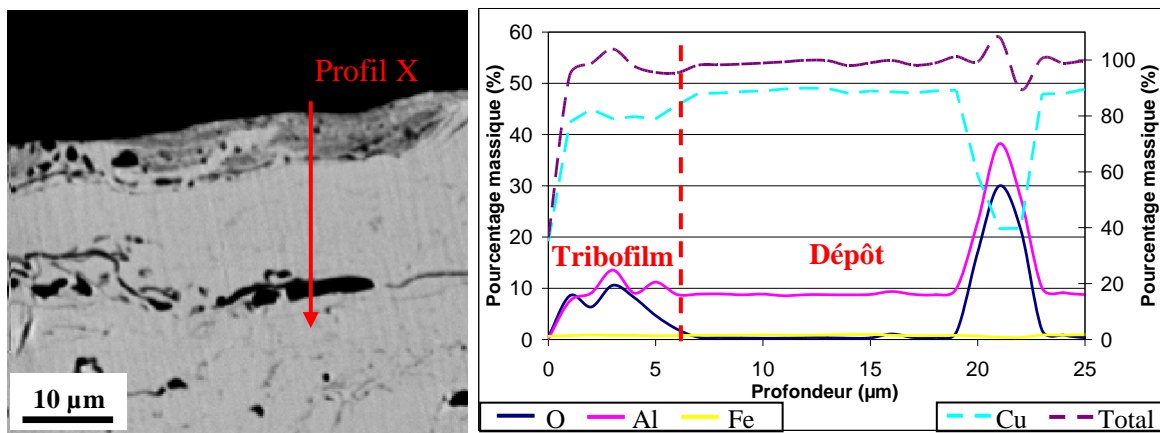 Profil X
10 µm
Pourcentage massique (%)
60
50
40
30
20
10
0
Tribofilm
Dépôt
100
80
60
40
20
0
Pourcentage massique (%)
0 5 10 15 20 25
Profondeur (µm)
O Al Fe Cu Total